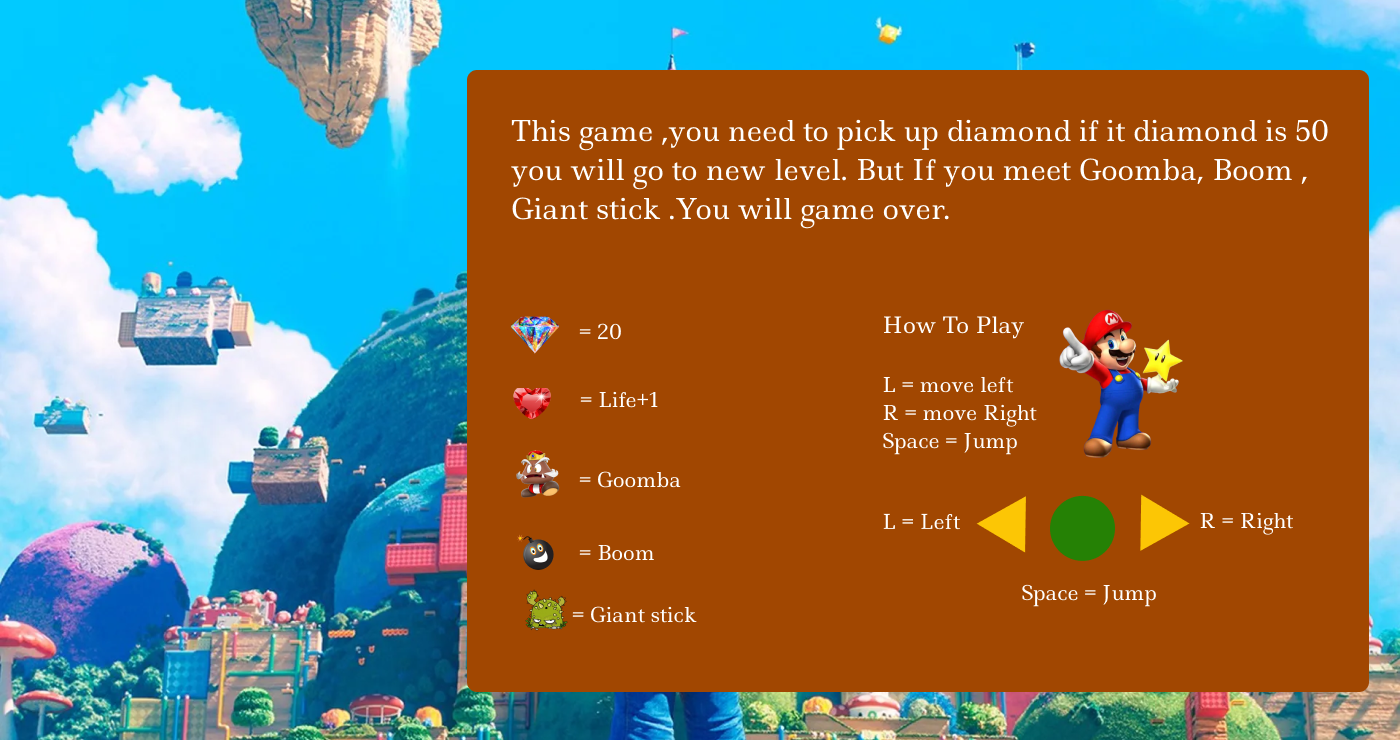 This game ,you need to pick up diamond if it diamond is 50
you will go to new level. But If you meet Goomba, Boom ,
Giant stick .You will game over.
= 20
= Life+1
= Goomba
= Boom
= Giant stick
How To Play
L = move left
R = move Right
Space = Jump
L = Left
R = Right
Space = Jump